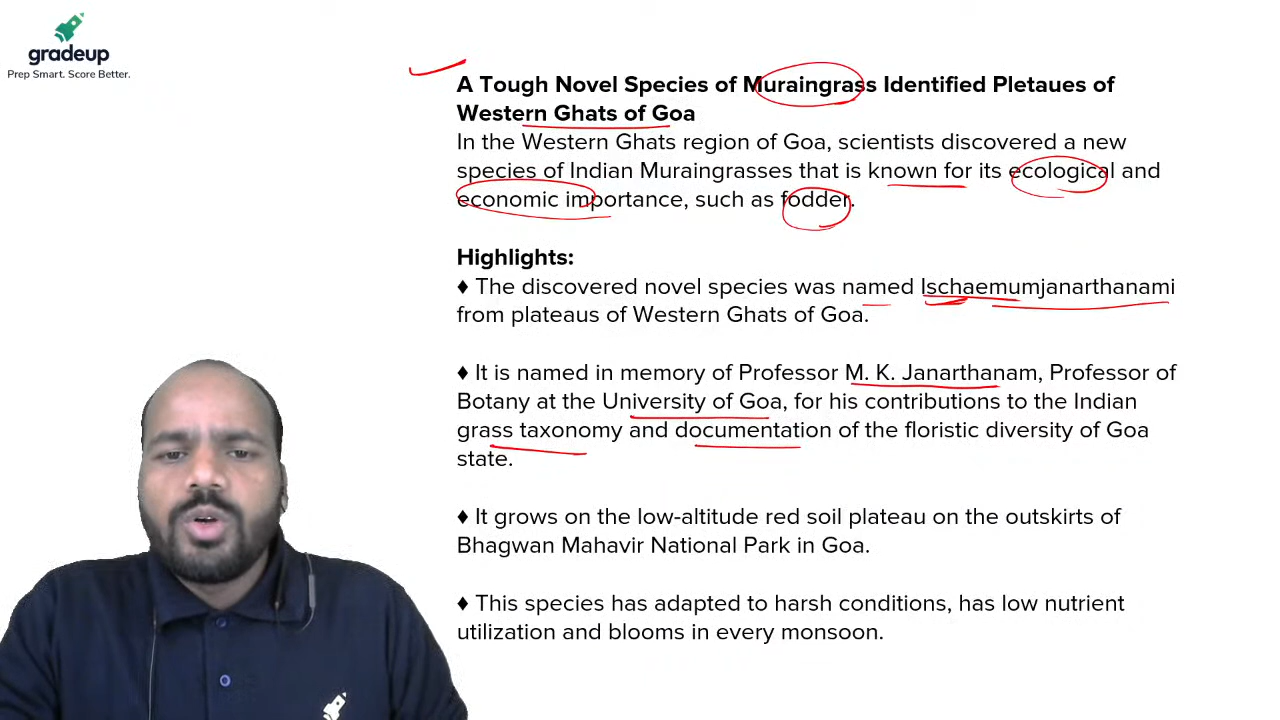 gradeup
Prep Smart. Score Better.
A Tough Novel Species of Muraingrass Identified Pletaues of
Western Ghats of Goa
In the Western Ghats region of Goa, scientists discovered a new
species of Indian Muraingrasses that is known for its ecological and
economic importance, such as fodder.
Highlights:
♦ The discovered novel species was named Ischaemumjanarthanami
from plateaus of Western Ghats of Goa.
♦ It is named in memory of Professor M. K. Janarthanam, Professor of
Botany at the University of Goa, for his contributions to the Indian
grass taxonomy and documentation of the floristic diversity of Goa
state.
♦ It grows on the low-altitude red soil plateau on the outskirts of
Bhagwan Mahavir National Park in Goa.
♦ This species has adapted to harsh conditions, has low nutrient
utilization and blooms in every monsoon.